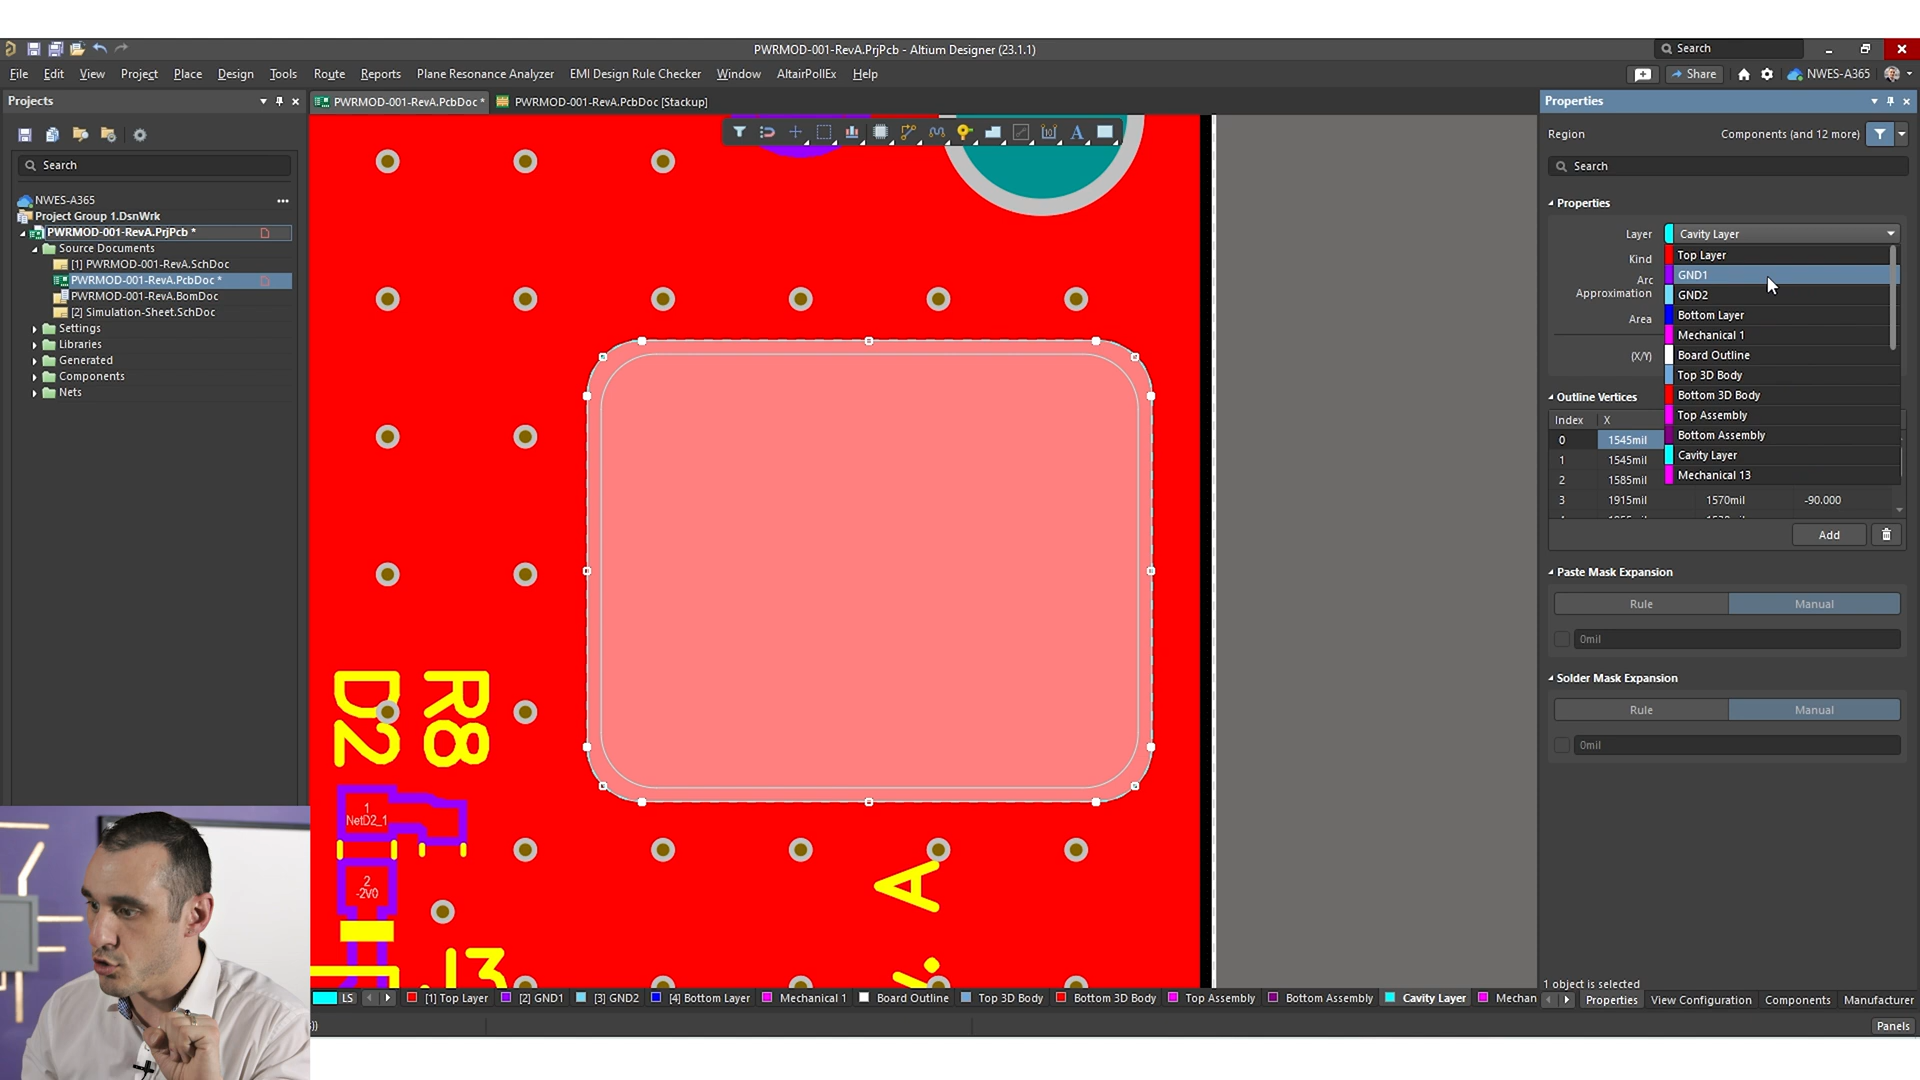 PWRMOD-001-RevA.PrjPcb - Altium Designer (23.1.1)
Search
File Edit View Project Place Design Tools Route Reports Plane Resonance Analyzer EMI Design Rule Checker Window AltairPollEx Help
Share
NWES-A365
Projects
PWRMOD-001-RevA.PcbDoc *
PWRMOD-001-RevA.PcbDoc [Stackup]
Properties
Region
Components (and 12 more)
Search
Search
NWES-A365
Project Group 1.DsnWrk
PWRMOD-001-RevA.PrjPcb *
Source Documents
[1] PWRMOD-001-RevA.SchDoc
PWRMOD-001-RevA.PcbDoc *
PWRMOD-001-RevA.BomDoc
[2] Simulation-Sheet.SchDoc
Settings
Libraries
Generated
Components
Nets
R8
D2
1
NetD2_1
2
-2V0
A
Properties
Layer Cavity Layer
Kind
Arc
Approximation
Area
(X/Y)
Top Layer
GND1
GND2
Bottom Layer
Mechanical 1
Board Outline
Top 3D Body
Bottom 3D Body
Top Assembly
Bottom Assembly
Cavity Layer
Mechanical 13
Outline Vertices
Index X
0 1545mil
1 1545mil
2 1585mil
3 1915mil 1570mil -90.000
Add
Paste Mask Expansion
Rule Manual
0mil
Solder Mask Expansion
Rule Manual
0mil
1 object is selected
LS [1] Top Layer [2] GND1 [3] GND2 [4] Bottom Layer Mechanical 1 Board Outline Top 3D Body Bottom 3D Body Top Assembly Bottom Assembly Cavity Layer Mechan
Properties View Configuration Components Manufacturer
Panels